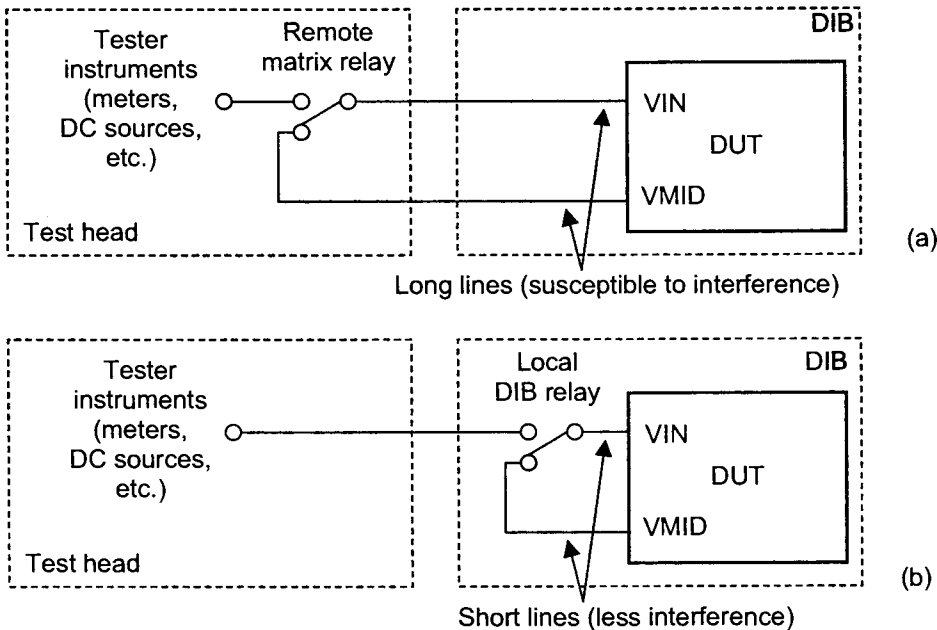 DIB
Tester
instruments
(meters,
DC sources,
etc.)
Remote
matrix relay
VIN
DUT
VMID
Test head
(a)
Long lines (susceptible to interference)
DIB
Tester
instruments
(meters,
DC sources,
etc.)
Local
DIB relay
VIN
DUT
VMID
Test head
(b)
Short lines (less interference)